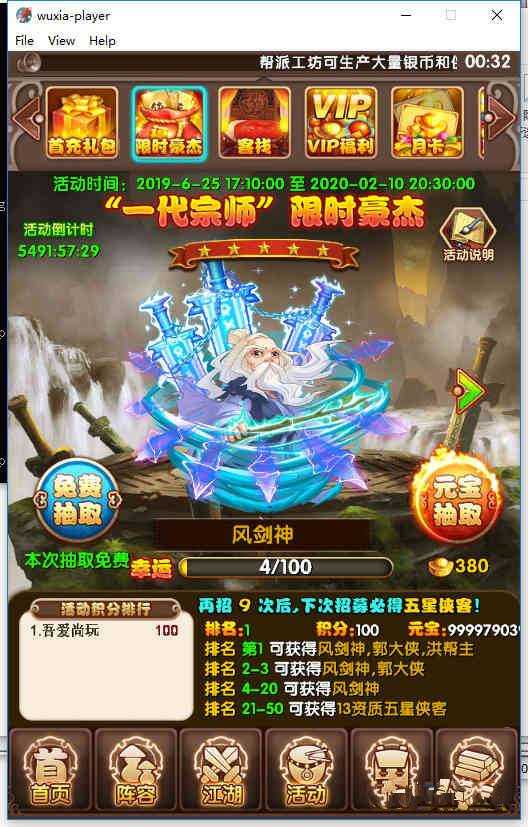 wuxia-player
File View Help
帮派工坊可生产大量银币和
00:32
首充礼包
限时豪杰
客栈
VIP
VIP福利
月卡
活动时间：2019-6-25 17:10:00 至 2020-02-10 20:30:00
“一代宗师”限时豪杰
活动倒计时
5491:57:29
活动说明
免费抽取
元宝抽取
风剑神
本次抽取免费
幸运
4/100
380
活动积分排行
1.吾爱尚玩 100
再招 9 次后,下次招募必得五星侠客!
排名:1 积分:100 元宝:999979039
排名 第1 可获得风剑神,郭大侠,洪帮主
排名 2-3 可获得风剑神,郭大侠
排名 4-20 可获得风剑神
排名 21-50 可获得13资质五星侠客
首页
阵容
江湖
活动